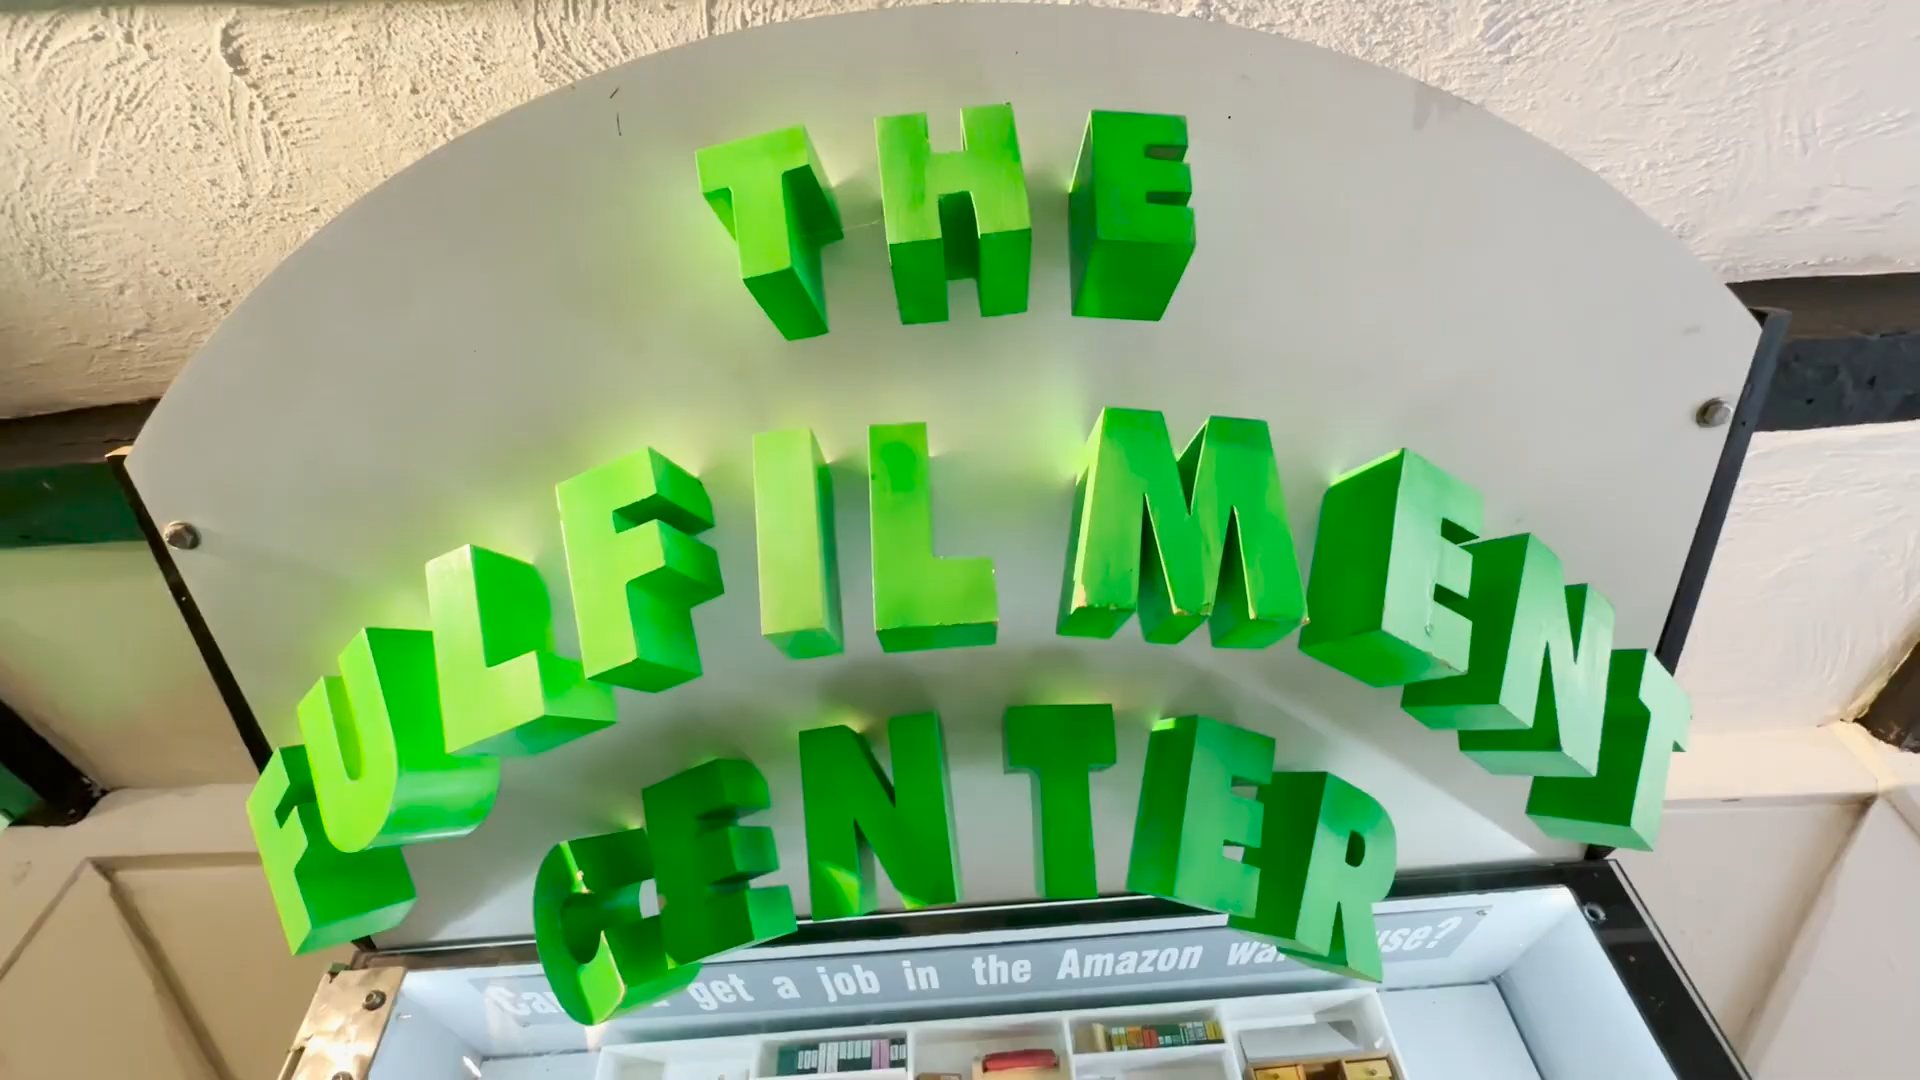 THE
FULFILMENT
CENTER
get a job in the Amazon